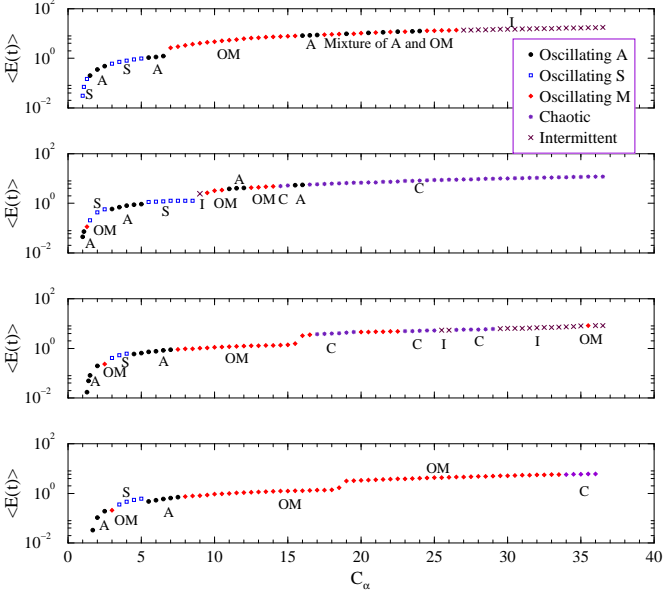 <E(t)>
10²
10⁰
10⁻²
S
S
A
OM
A
Mixture of A and OM
I
Oscillating A
Oscillating S
Oscillating M
Chaotic
Intermittent
<E(t)>
10²
10⁰
10⁻²
A
S
OM
A
S
I
OM
A
OM
C
A
C
<E(t)>
10²
10⁰
10⁻²
A
OM
S
A
OM
C
C
I
C
I
OM
<E(t)>
10²
10⁰
10⁻²
A
OM
S
A
OM
OM
C
0 5 10 15 20 25 30 35 40
Cα